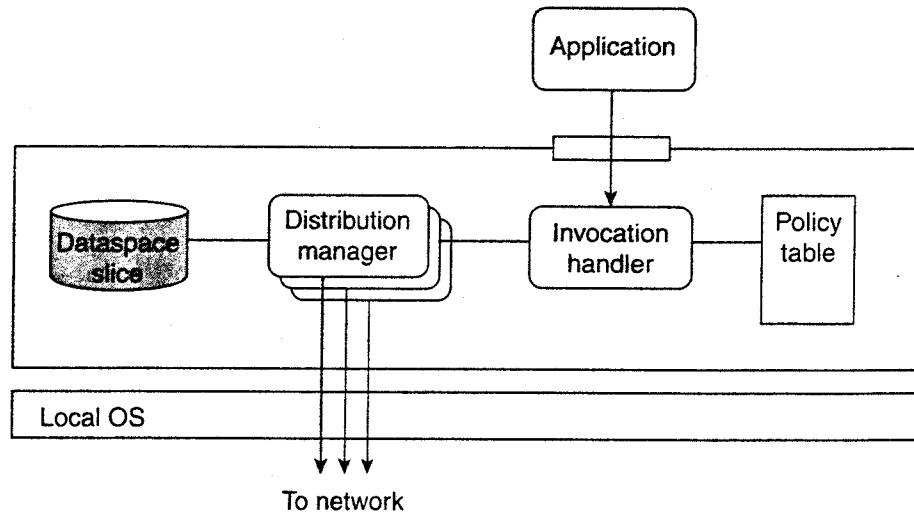 Application
Dataspace
slice
Distribution
manager
Invocation
handler
Policy
table
Local OS
To network